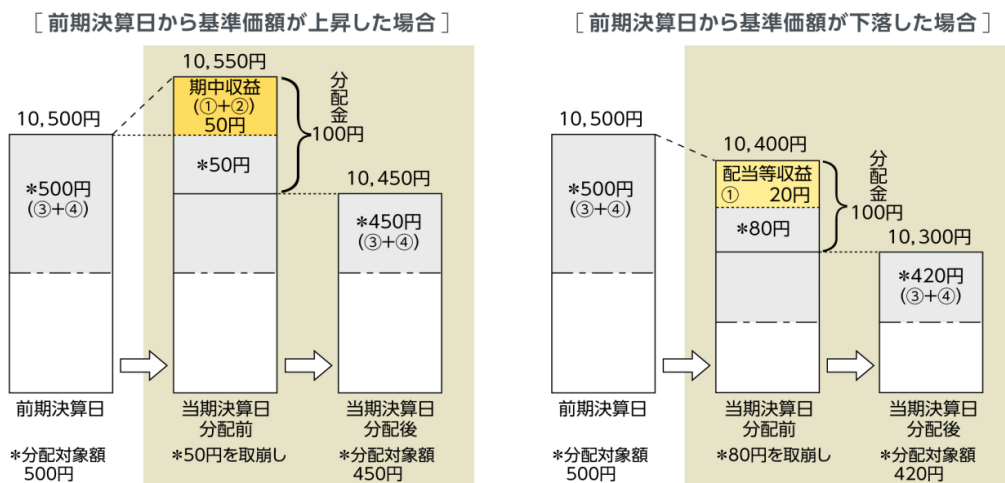 [前期決算日から基準価額が上昇した場合]
10,550円
期中収益
(①+②)
50円
分配金
100円
10,500円
*500円
(③+④)
*50円
10,450円
*450円
(③+④)
前期決算日
当期決算日
分配前
当期決算日
分配後
*分配対象額
500円
*50円を取崩し
*分配対象額
450円
[前期決算日から基準価額が下落した場合]
10,500円
*500円
(③+④)
10,400円
配当等収益
① 20円
*80円
分配金
100円
10,300円
*420円
(③+④)
前期決算日
当期決算日
分配前
当期決算日
分配後
*分配対象額
500円
*80円を取崩し
*分配対象額
420円